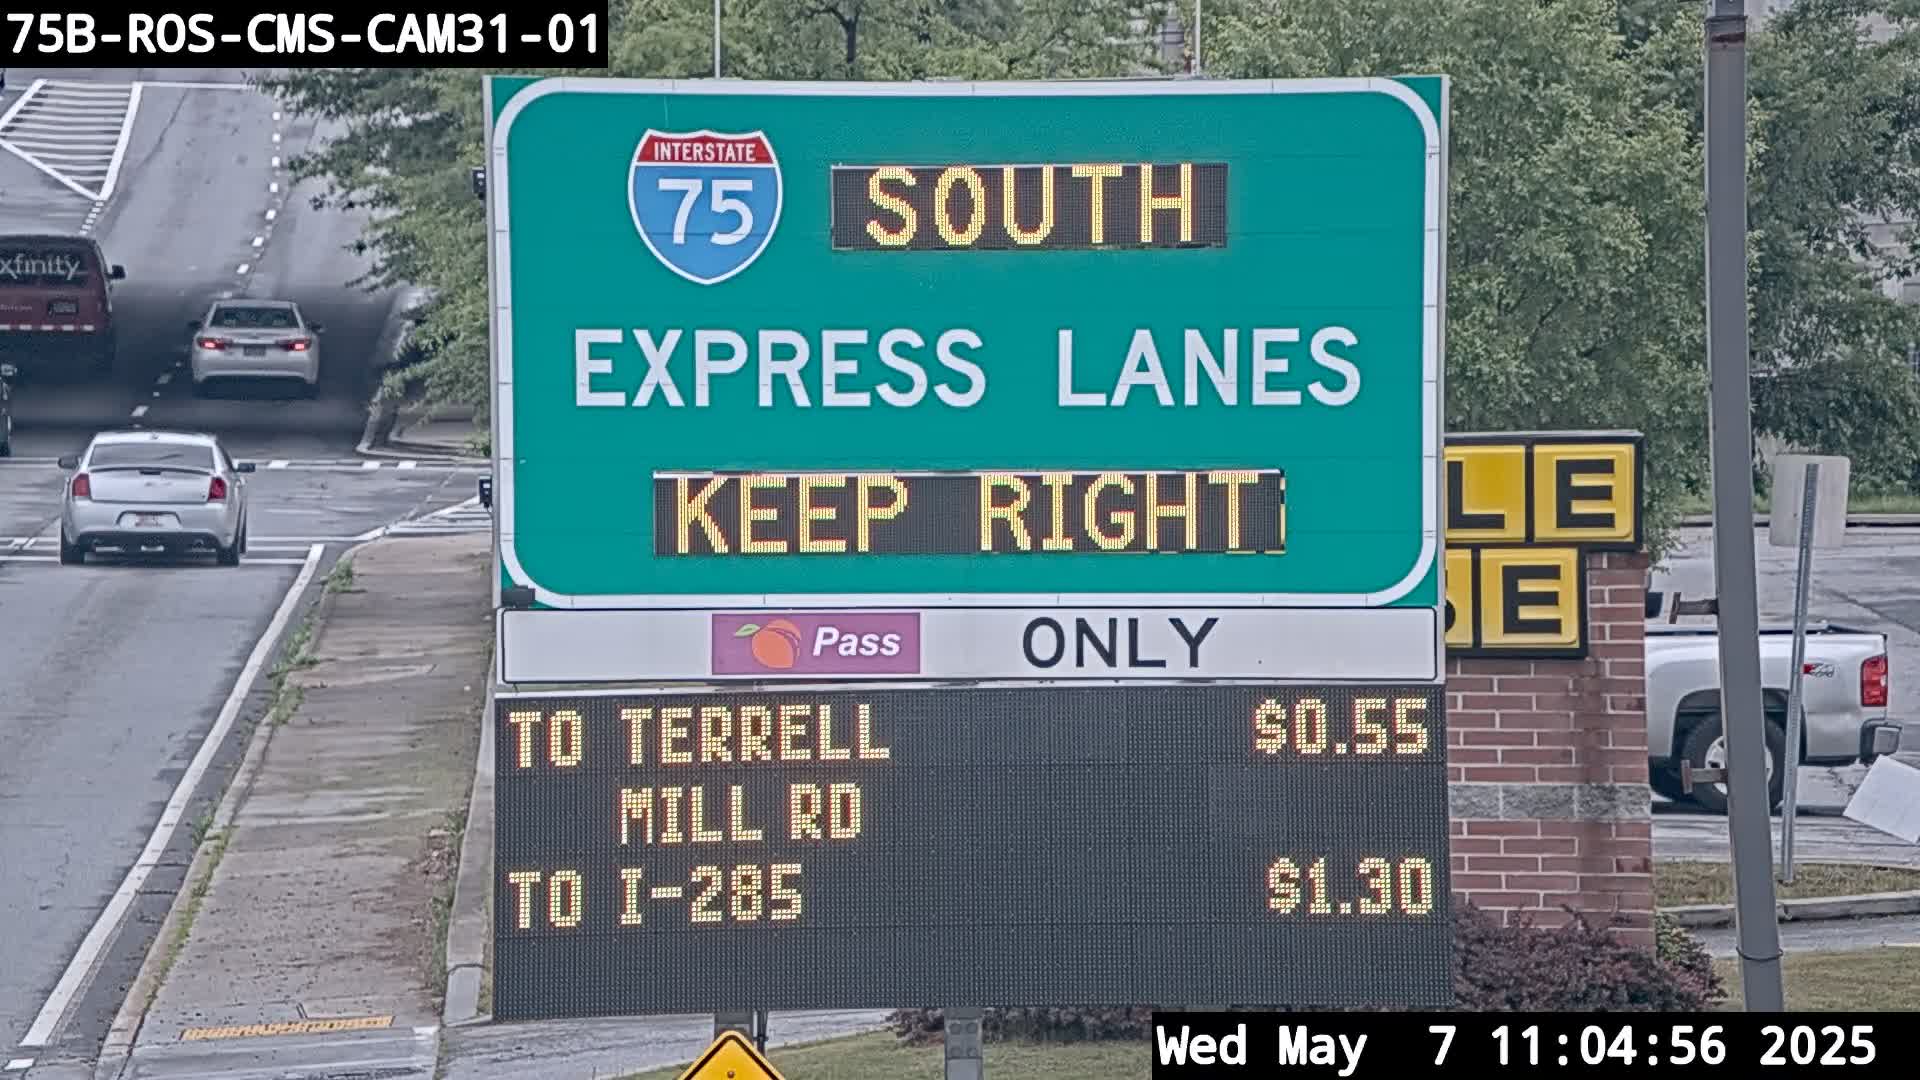 75B-ROS-CMS-CAM31-01
INTERSTATE
75
SOUTH
EXPRESS LANES
KEEP RIGHT
Pass ONLY
TO TERRELL $0.55
MILL RD
TO I-285 $1.30
xfinity
LE
E
Wed May 7 11:04:56 2025